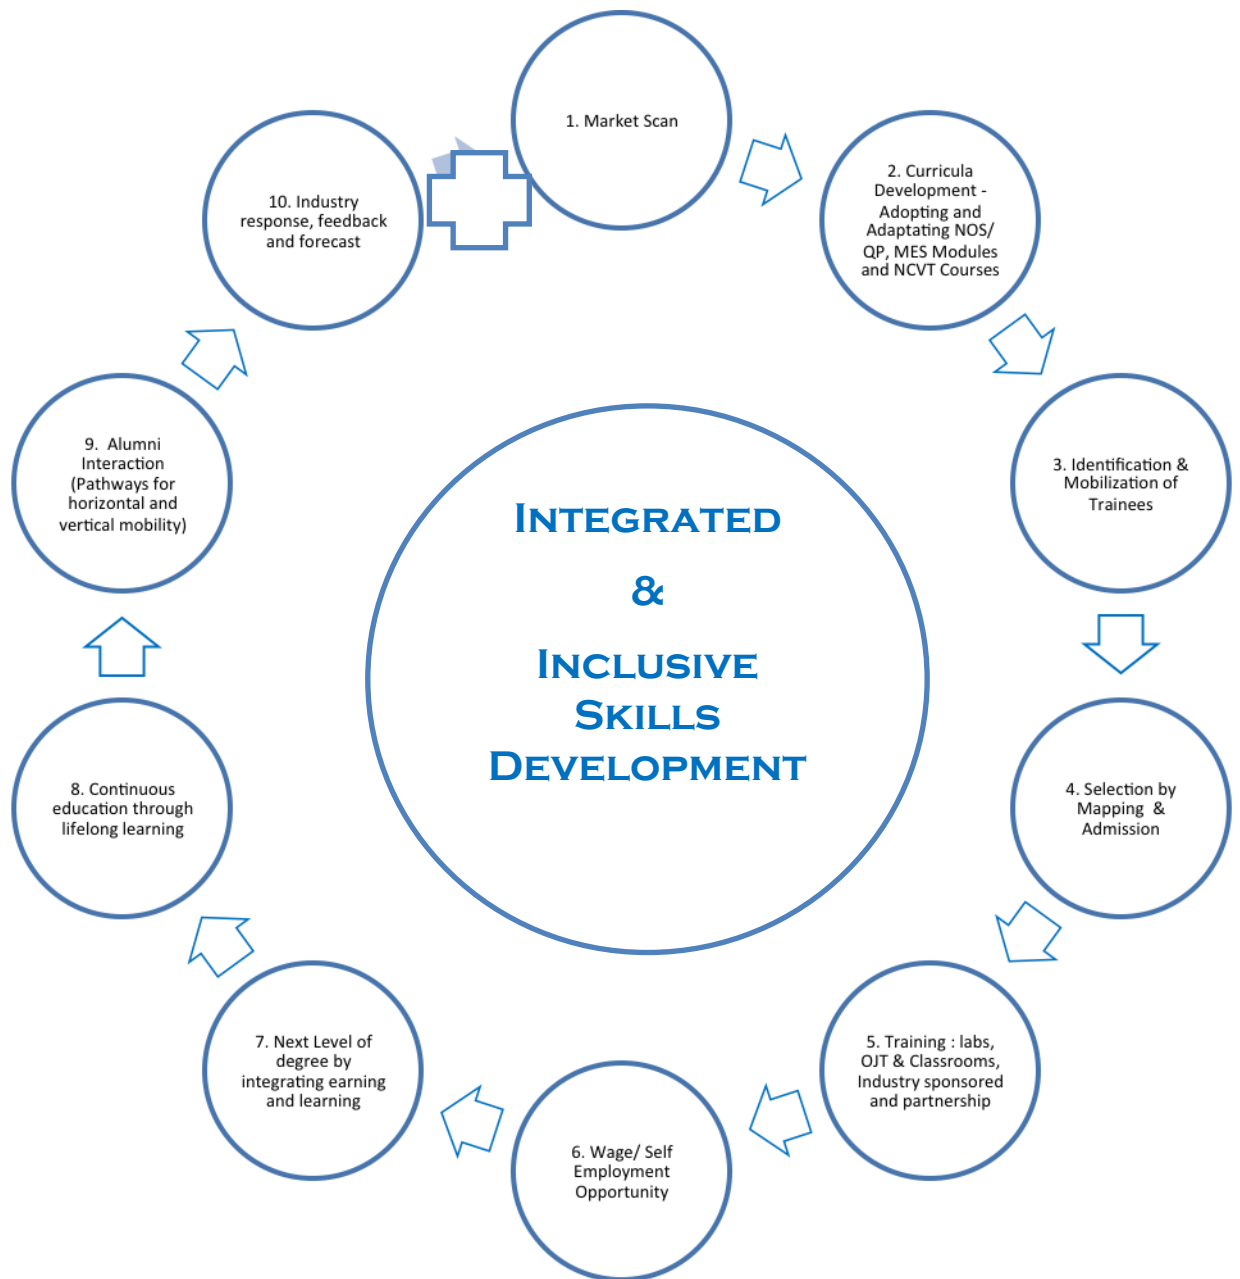 1. Market Scan
2. Curricula
Development -
Adopting and
Adaptating NOS/
QP, MES Modules
and NCVT Courses
3. Identification &
Mobilization of
Trainees
4. Selection by
Mapping & 
Admission
5. Training : labs,
OJT & Classrooms,
Industry sponsored
and partnership
6. Wage/ Self
Employment
Opportunity
7. Next Level of
degree by
integrating earning
and learning
8. Continuous
education through
lifelong learning
9. Alumni
Interaction
(Pathways for
horizontal and
vertical mobility)
10. Industry
response, feedback
and forecast
INTEGRATED
&
INCLUSIVE
SKILLS
DEVELOPMENT